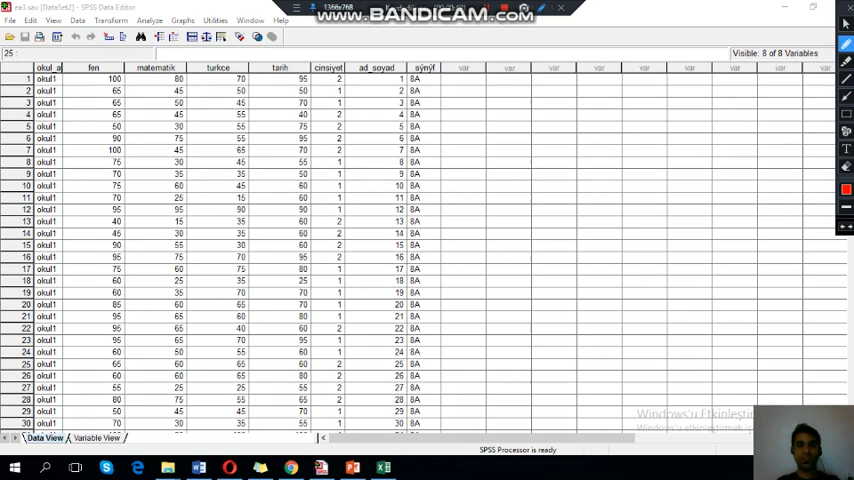 ea3.sav [DataSet2] - SPSS Data Editor
www.BANDICAM.com
1366x768
File Edit View Data Transform Analyze Graphs Utilities Window Help
25 :
Visible: 8 of 8 Variables
okul_a fen matematik turkce tarih cinsiyet ad_soyad sýnýf var var var var var var var var var
1 okul1 100 80 70 95 2 1 8A
2 okul1 65 45 50 50 1 2 8A
3 okul1 65 50 45 70 1 3 8A
4 okul1 65 45 55 40 2 4 8A
5 okul1 50 30 55 75 2 5 8A
6 okul1 90 75 55 95 2 6 8A
7 okul1 100 45 65 70 2 7 8A
8 okul1 75 30 45 55 1 8 8A
9 okul1 70 35 35 50 1 9 8A
10 okul1 75 60 45 60 1 10 8A
11 okul1 70 25 15 60 1 11 8A
12 okul1 95 95 90 90 1 12 8A
13 okul1 40 15 35 60 2 13 8A
14 okul1 45 30 35 60 2 14 8A
15 okul1 90 55 30 60 2 15 8A
16 okul1 95 75 70 95 2 16 8A
17 okul1 75 60 75 80 1 17 8A
18 okul1 60 25 35 25 1 18 8A
19 okul1 60 35 70 70 1 19 8A
20 okul1 85 60 65 70 1 20 8A
21 okul1 95 65 60 80 1 21 8A
22 okul1 95 65 40 60 2 22 8A
23 okul1 95 65 70 95 1 23 8A
24 okul1 60 50 55 60 1 24 8A
25 okul1 65 60 65 60 2 25 8A
26 okul1 60 60 65 80 2 26 8A
27 okul1 55 25 25 55 2 27 8A
28 okul1 80 75 55 65 2 28 8A
29 okul1 50 45 45 70 1 29 8A
30 okul1 70 30 35 55 1 30 8A
Windows'u Etkinleştir
Windows'u etkinleştirmek
Data View Variable View
SPSS Processor is ready